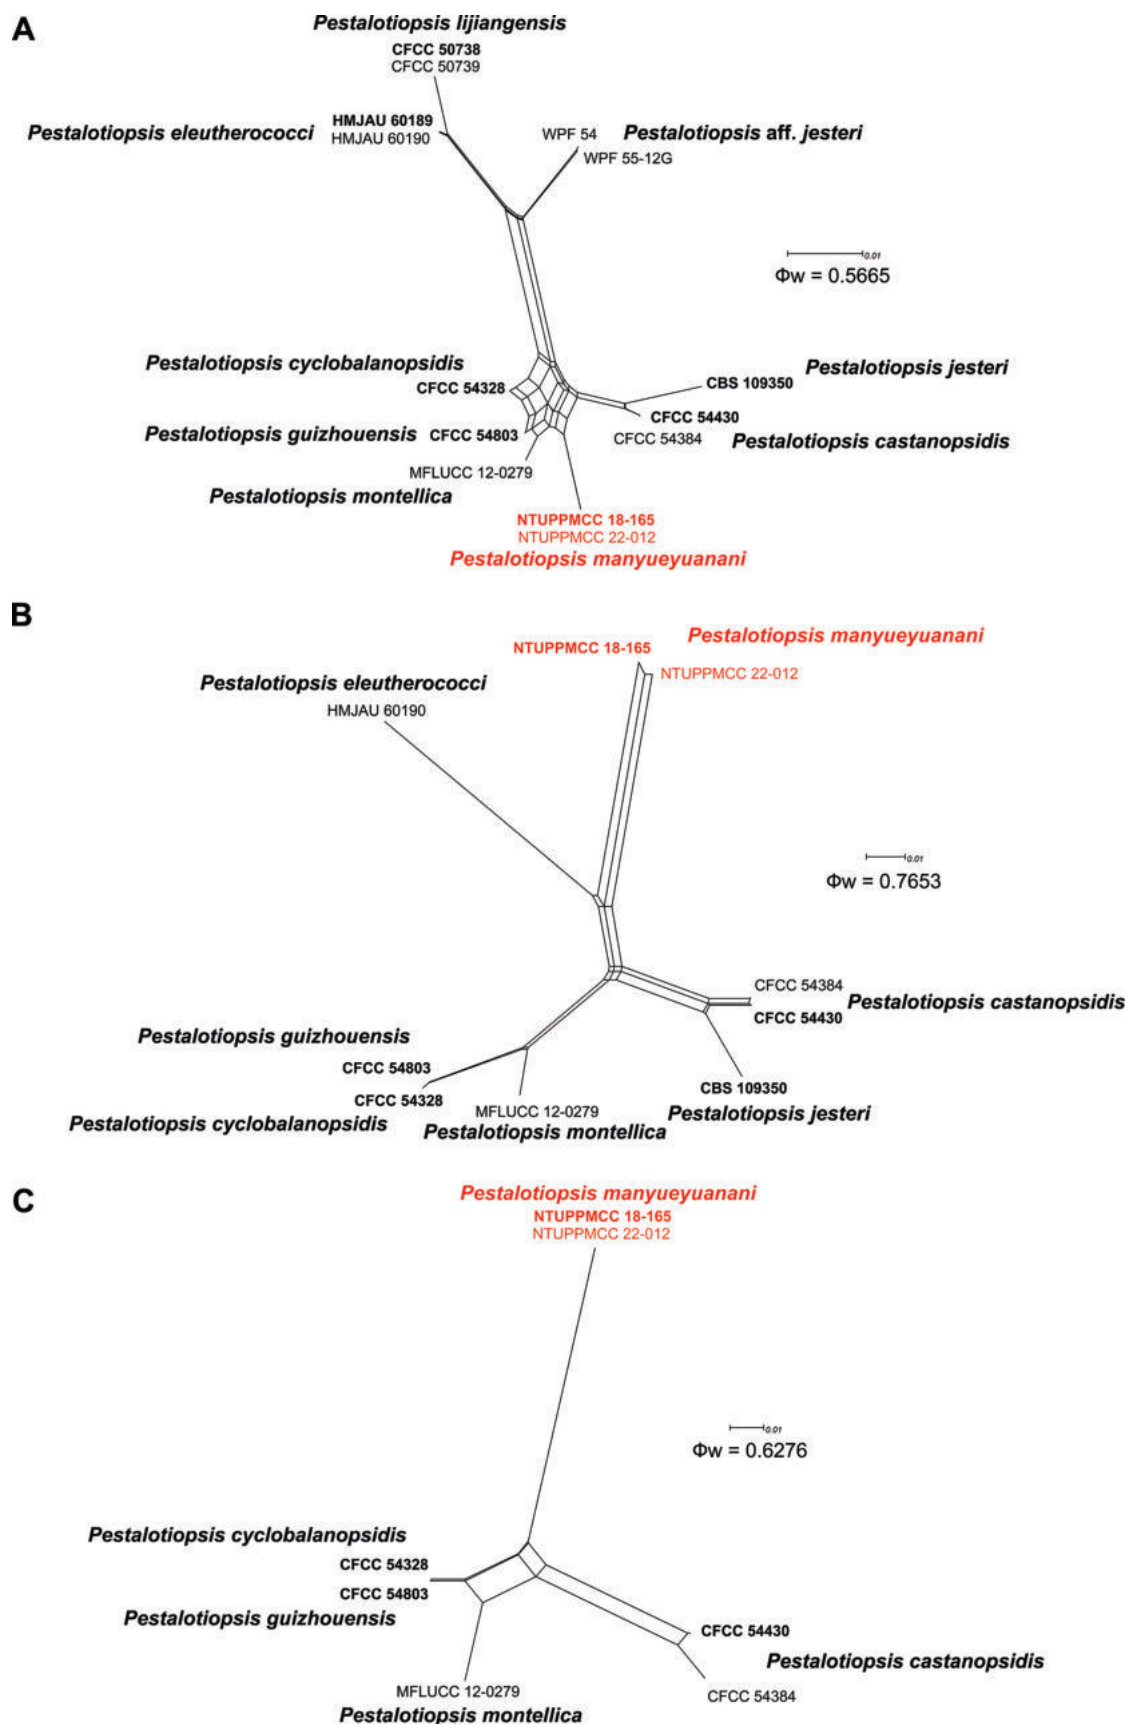 A
Pestalotiopsis lijiangensis
CFCC 50738
CFCC 50739
HMJAU 60189
Pestalotiopsis eleutherococci
HMJAU 60190
WPF 54
Pestalotiopsis aff. jesteri
WPF 55-12G
0.01
Φw = 0.5665
Pestalotiopsis cyclobalanopsidis
CFCC 54328
Pestalotiopsis jesteri
CBS 109350
CFCC 54430
Pestalotiopsis guizhouensis
CFCC 54803
CFCC 54384
Pestalotiopsis castanopsidis
MFLUCC 12-0279
Pestalotiopsis montellica
NTUPPMCC 18-165
NTUPPMCC 22-012
Pestalotiopsis manyueyuanani
B
Pestalotiopsis manyueyuanani
NTUPPMCC 18-165
NTUPPMCC 22-012
Pestalotiopsis eleutherococci
HMJAU 60190
0.01
Φw = 0.7653
CFCC 54384
Pestalotiopsis castanopsidis
CFCC 54430
Pestalotiopsis guizhouensis
CFCC 54803
CFCC 54328
CBS 109350
MFLUCC 12-0279
Pestalotiopsis jesteri
Pestalotiopsis cyclobalanopsidis
Pestalotiopsis montellica
C
Pestalotiopsis manyueyuanani
NTUPPMCC 18-165
NTUPPMCC 22-012
0.01
Φw = 0.6276
Pestalotiopsis cyclobalanopsidis
CFCC 54328
CFCC 54803
Pestalotiopsis guizhouensis
CFCC 54430
Pestalotiopsis castanopsidis
MFLUCC 12-0279
CFCC 54384
Pestalotiopsis montellica